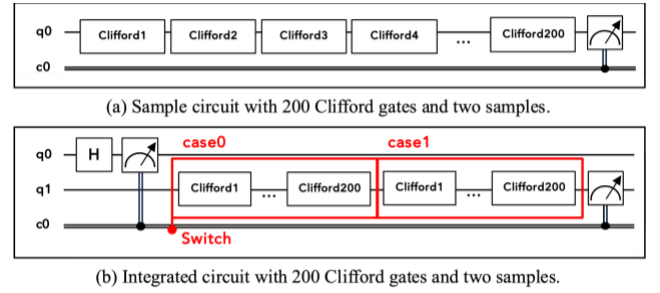 q0 Clifford1 Clifford2 Clifford3 Clifford4 ... Clifford200
c0
(a) Sample circuit with 200 Clifford gates and two samples.
case0 case1
q0 H
q1 Clifford1 ... Clifford200 Clifford1 ... Clifford200
c0
Switch
(b) Integrated circuit with 200 Clifford gates and two samples.